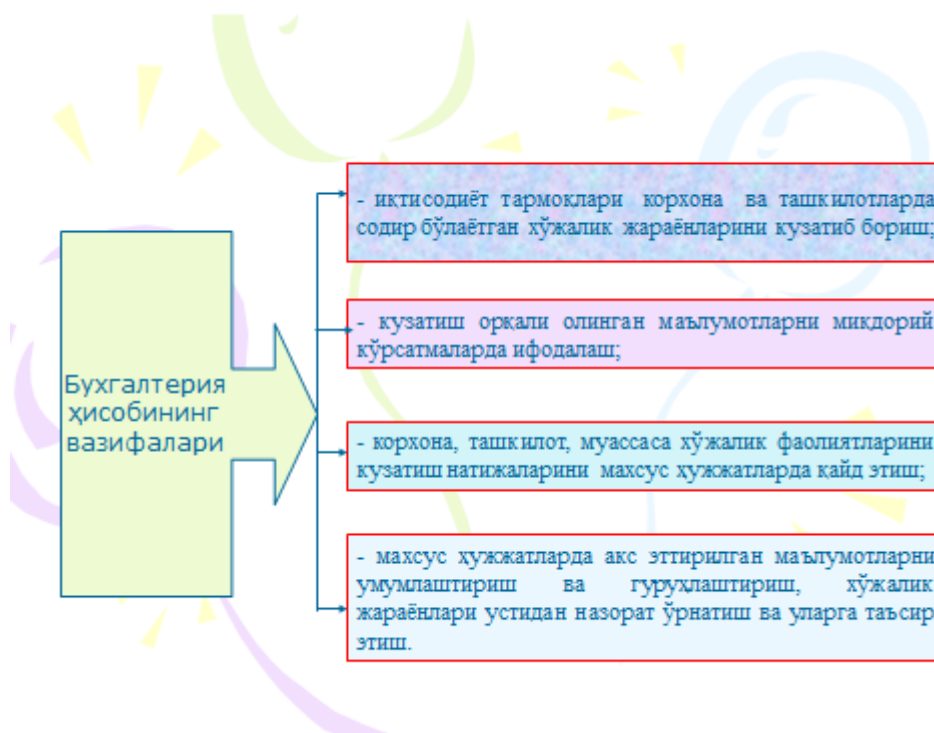 Бухгалтерия
ҳисобининг
вазифалари
- иқтисодиёт тармоқлари корхона ва ташкилотларда
содир бўлаётган хўжалик жараёнларини кузатиб бориш;
- кузатиш орқали олинган маълумотларни миқдорий
кўрсатмаларда ифодалаш;
- корхона, ташкилот, муассаса хўжалик фаолиятларини
кузатиш натижаларини махсус ҳужжатларда қайд этиш;
- махсус ҳужжатларда акс эттирилган маълумотларни
умумлаштириш ва гуруҳлаштириш, хўжалик
жараёнлари устидан назорат ўрнатиш ва уларга таъсир
этиш.